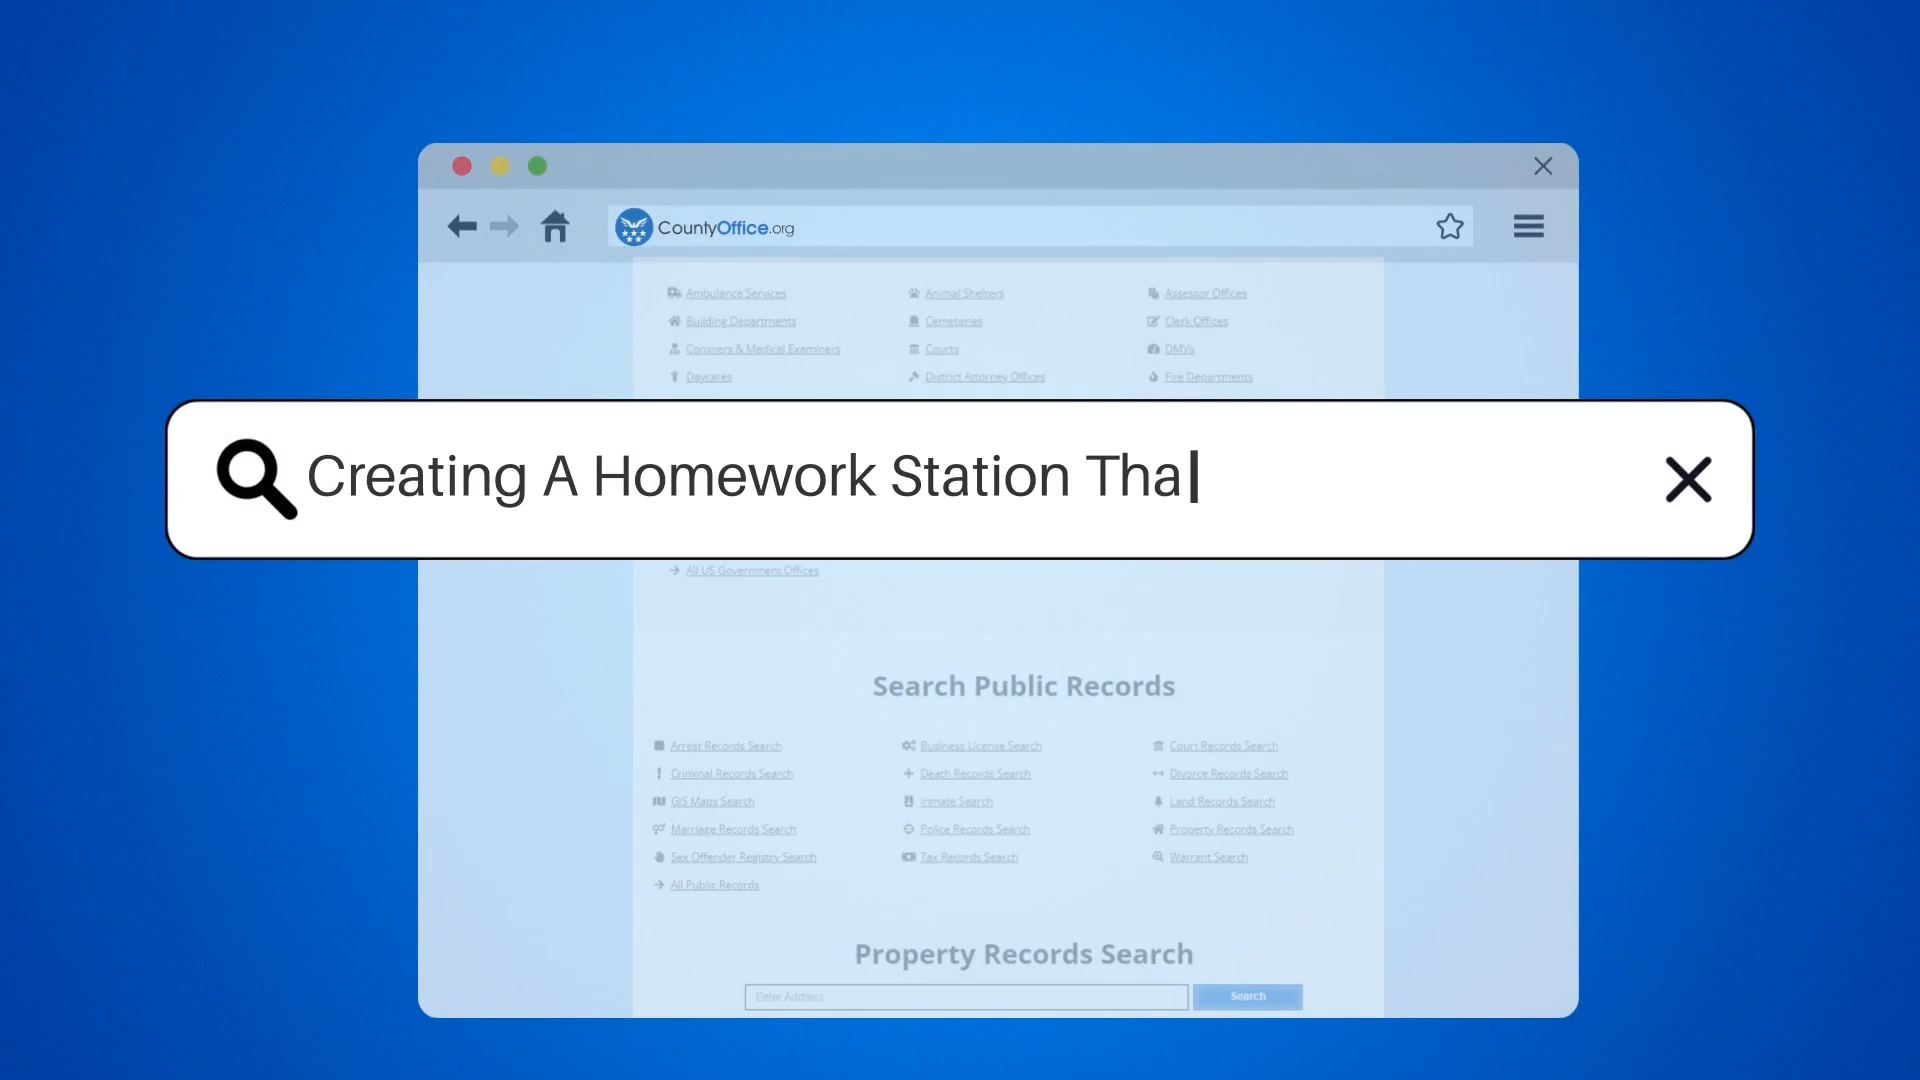 CountyOffice.org
Ambulance Services Animal Shelters Assessor Offices
Building Departments Cemeteries Clerk Offices
Coroners & Medical Examiners Courts DMVs
Daycares District Attorney Offices Fire Departments
Creating A Homework Station Tha
All US Government Offices
Search Public Records
Arrest Records Search Business License Search Court Records Search
Criminal Records Search Death Records Search Divorce Records Search
GIS Maps Search Inmate Search Land Records Search
Marriage Records Search Police Records Search Property Records Search
Sex Offender Registry Search Tax Records Search Warrant Search
All Public Records
Property Records Search
Enter Address Search